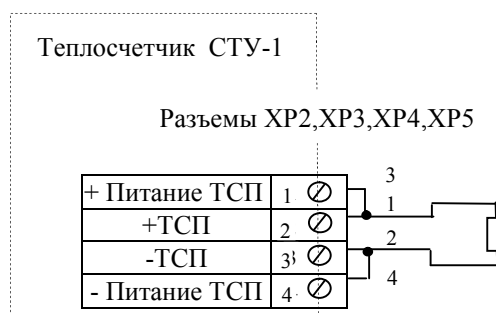 Теплосчетчик СТУ-1
Разъемы XP2,XP3,XP4,XP5
3
+ Питание ТСП 1
1
+ТСП 2
2
-ТСП 3
4
- Питание ТСП 4